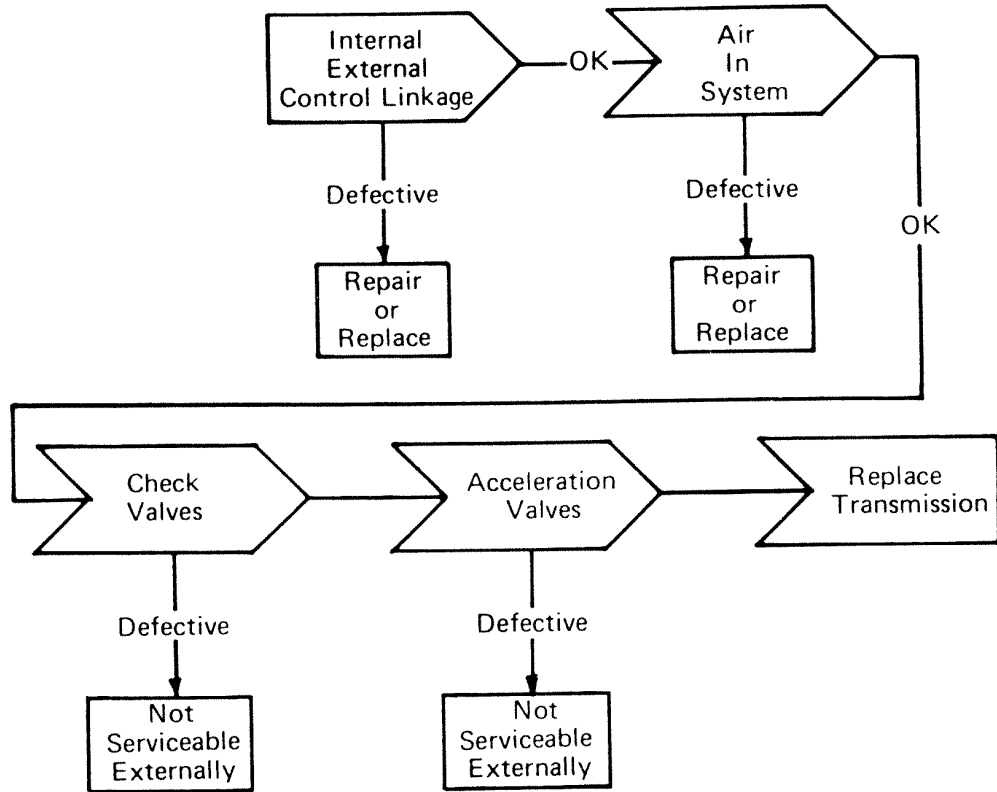 Internal
External
Control Linkage
OK
Air
In
System
Defective
Defective
OK
Repair
or
Replace
Repair
or
Replace
Check
Valves
Acceleration
Valves
Replace
Transmission
Defective
Defective
Not
Serviceable
Externally
Not
Serviceable
Externally